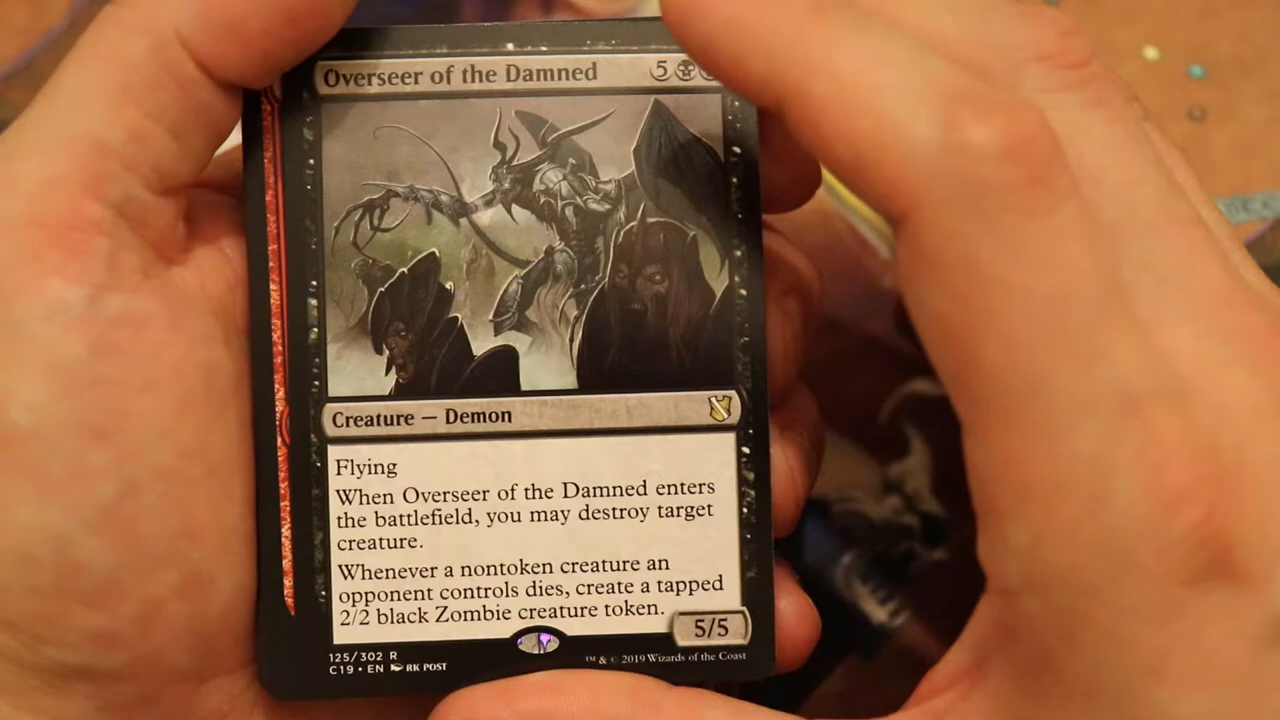 Overseer of the Damned 5
Creature — Demon
Flying
When Overseer of the Damned enters
the battlefield, you may destroy target
creature.
Whenever a nontoken creature an
opponent controls dies, create a tapped
2/2 black Zombie creature token.
5/5
125/302 R
C19 • EN RK POST
™ & © 2019 Wizards of the Coast